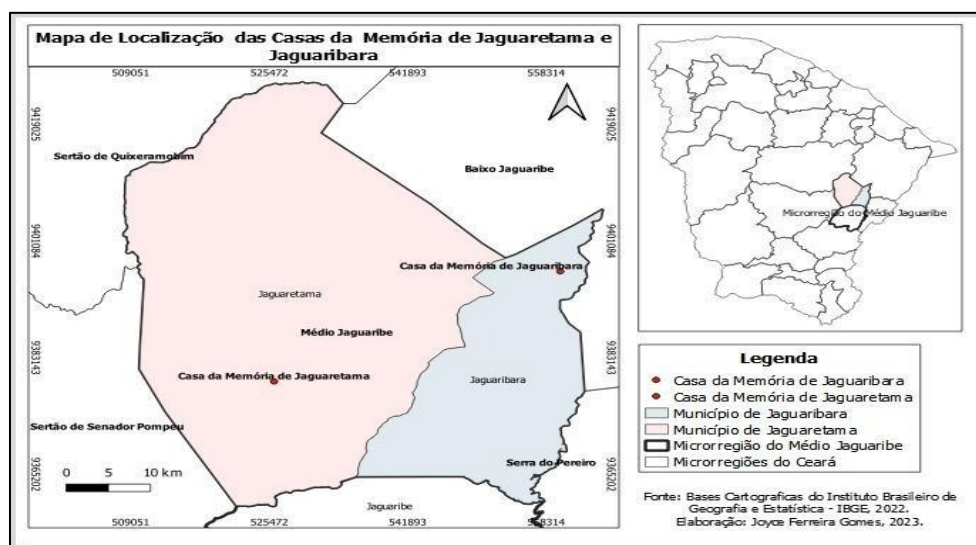 Mapa de Localização das Casas da Memória de Jaguaretama e
Jaguaribara
509051 525472 541893 558314
9419025 9419025
Sertão de Quixeramobim
Baixo Jaguaribe
9401084 9401084
Casa da Memória de Jaguaribara
Jaguaretama
Médio Jaguaribe
9383143 9383143
Casa da Memória de Jaguaretama
Jaguaribara
Sertão de Senador Pompeu
Serra do Pereiro
9365202 9365202
0 5 10 km
Jaguaribe
509051 525472 541893 558314
Microrregião do Médio Jaguaribe
Legenda
Casa da Memória de Jaguaribara
Casa da Memória de Jaguaretama
Município de Jaguaribara
Município de Jaguaretama
Microrregião do Médio Jaguaribe
Microrregiões do Ceará
Fonte: Bases Cartograficas do Instituto Brasileiro de
Geografia e Estatística - IBGE, 2022.
Elaboração: Joyce Ferreira Gomes, 2023.